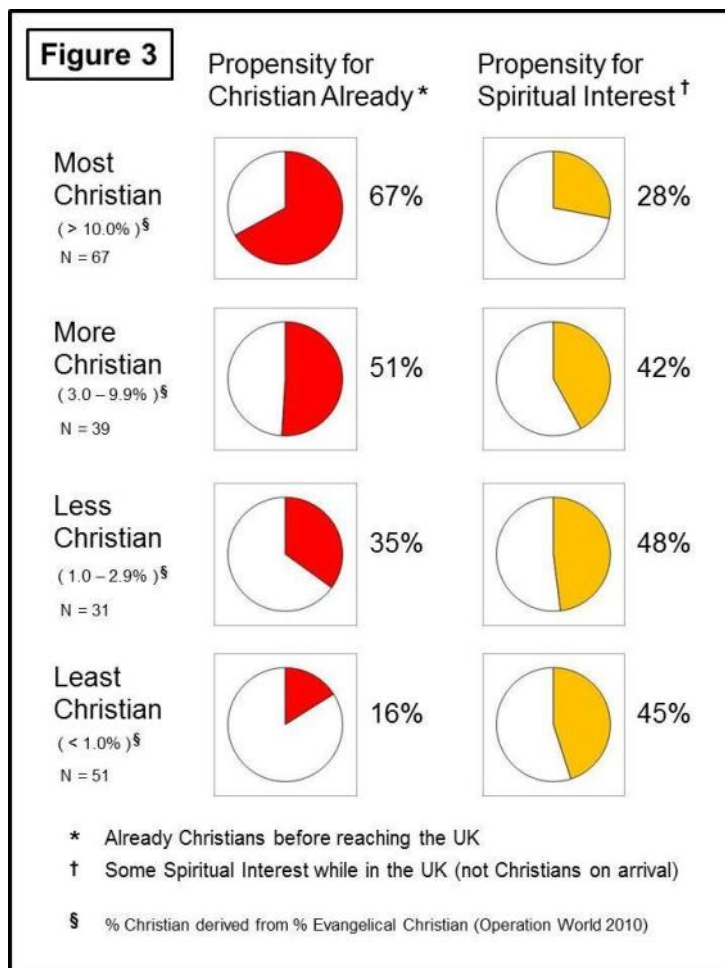 Figure 3
Propensity for
Christian Already *
Propensity for
Spiritual Interest †
Most
Christian
( > 10.0% ) §
N = 67
67%
28%
More
Christian
( 3.0 – 9.9% ) §
N = 39
51%
42%
Less
Christian
( 1.0 – 2.9% ) §
N = 31
35%
48%
Least
Christian
( < 1.0% ) §
N = 51
16%
45%
* Already Christians before reaching the UK
† Some Spiritual Interest while in the UK (not Christians on arrival)
§ % Christian derived from % Evangelical Christian (Operation World 2010)